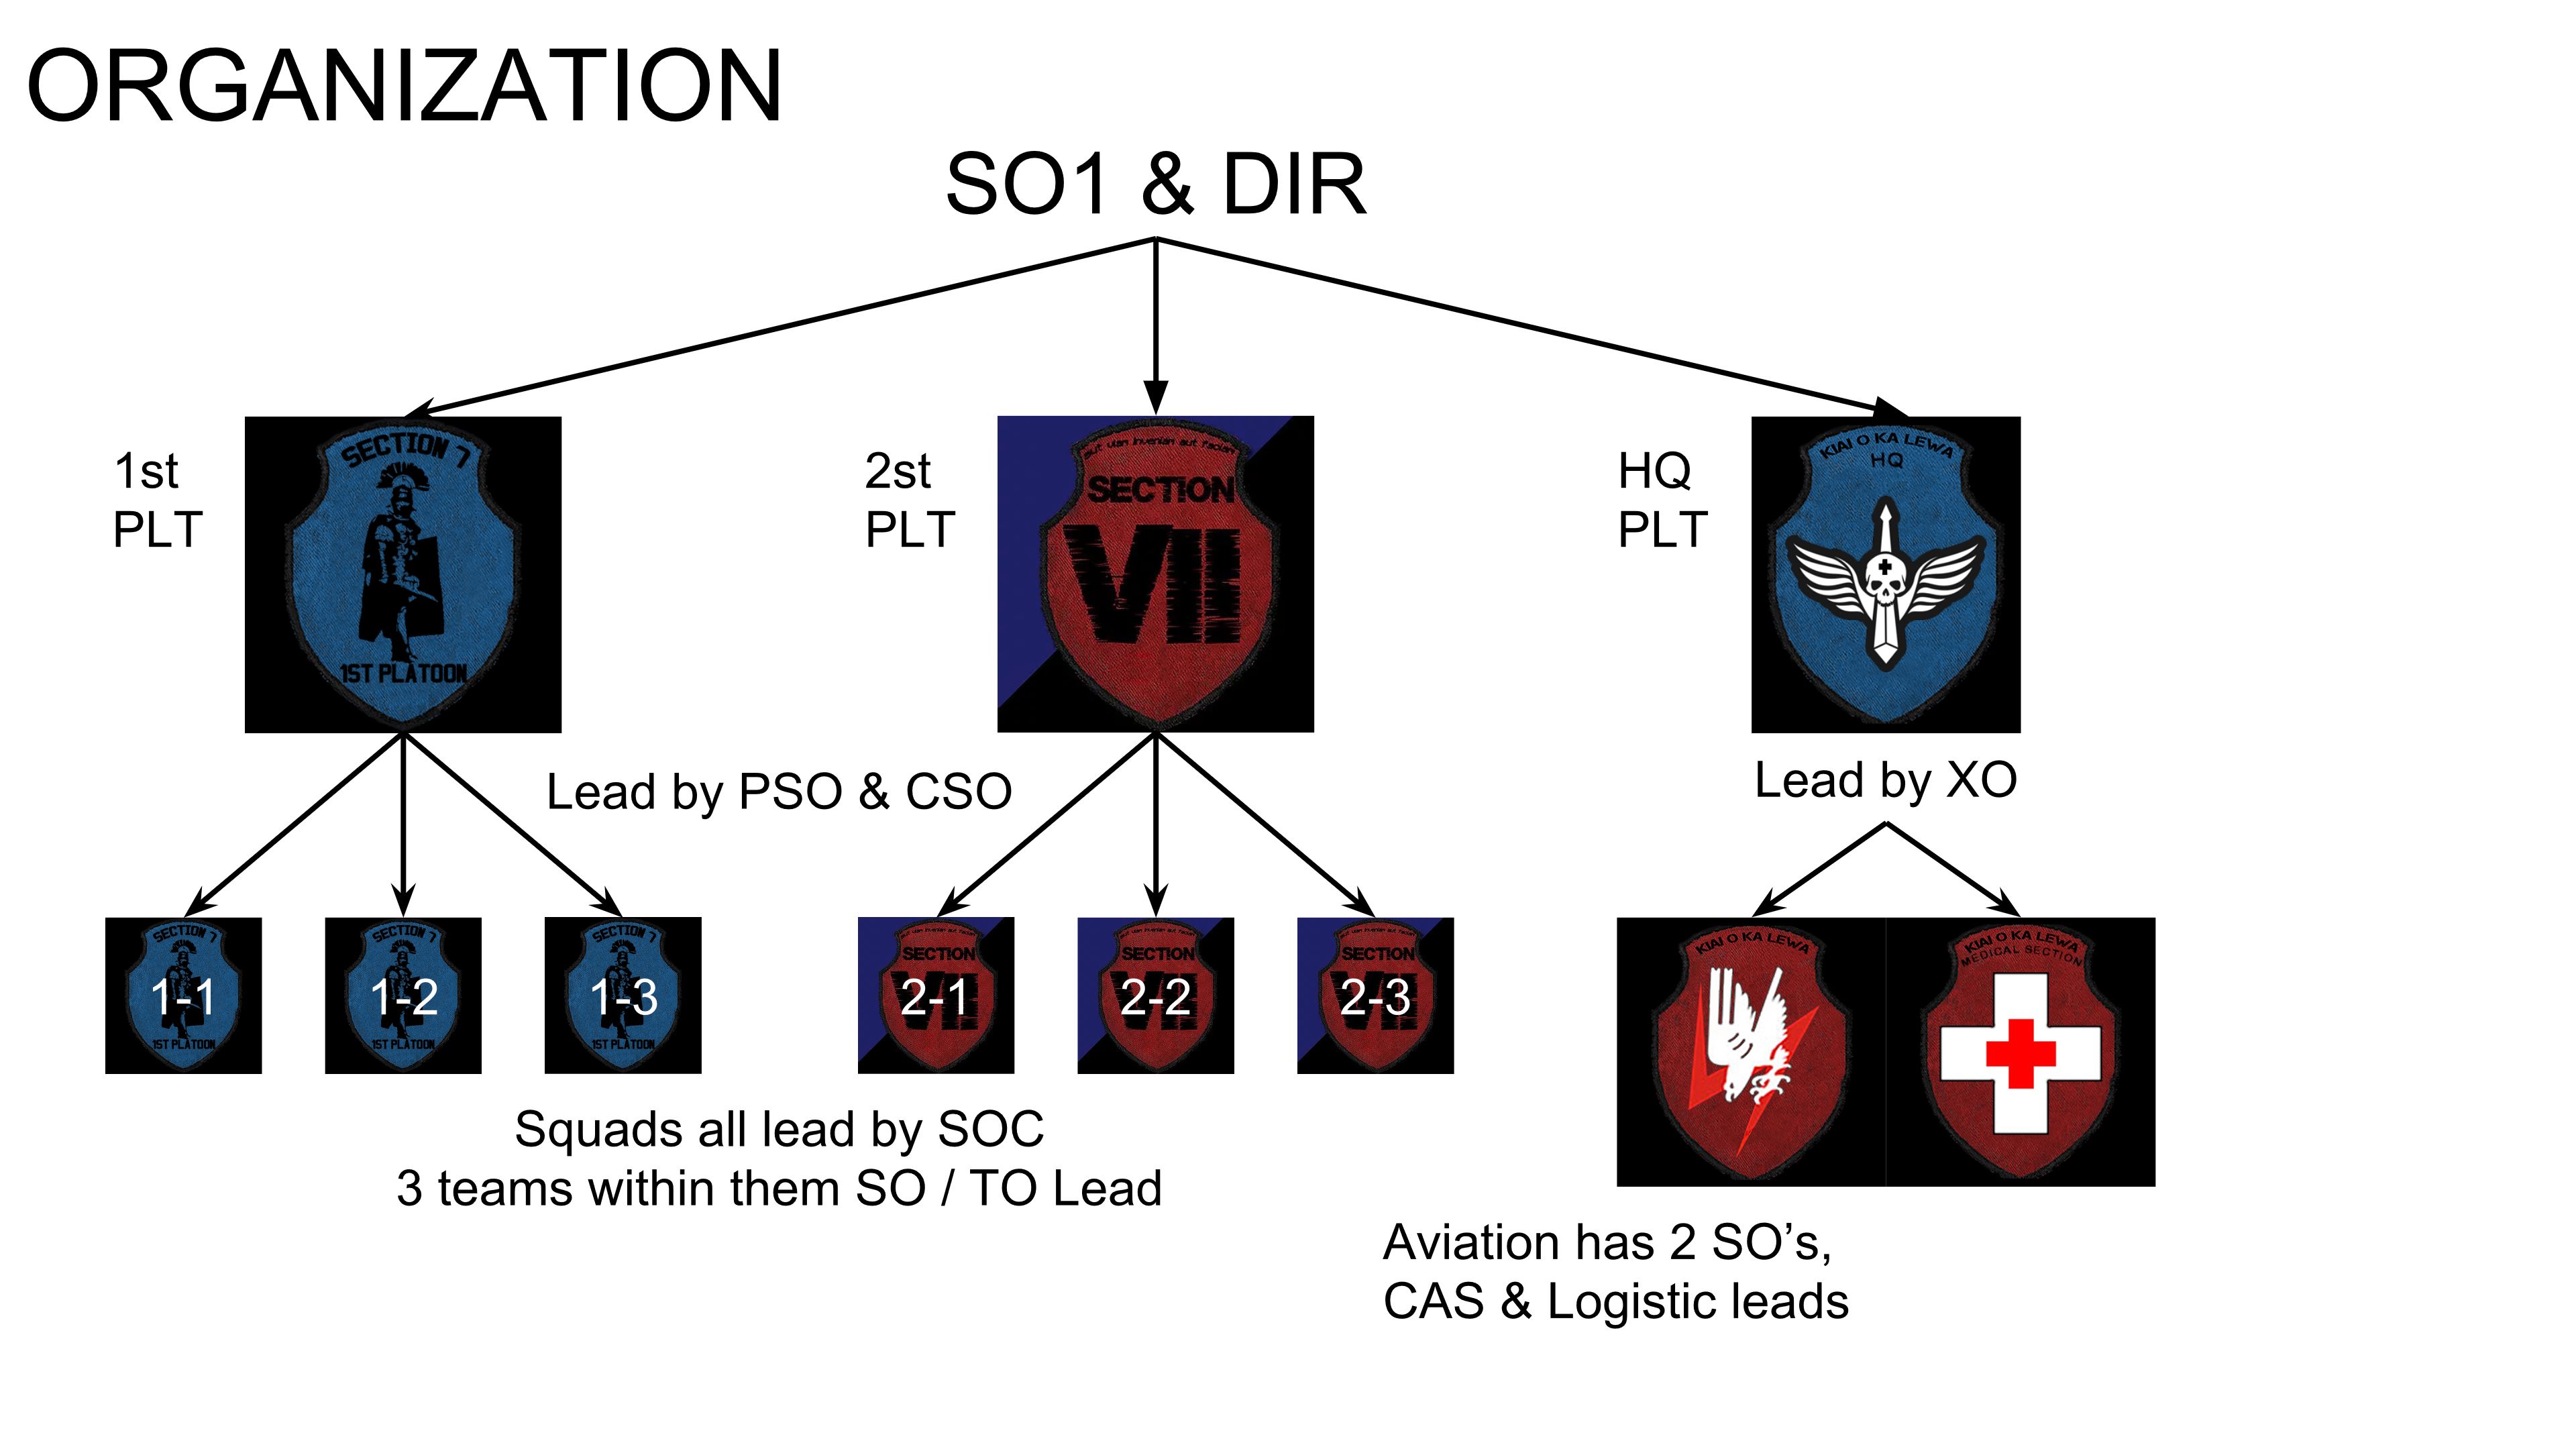 ORGANIZATION
SO1 & DIR
1st
PLT
SECTION 7
1ST PLATOON
2st
PLT
aut viam inveniam aut faciam
SECTION
VII
HQ
PLT
KIAI O KA LEWA
HQ
Lead by PSO & CSO
Lead by XO
SECTION 7
1-1
1ST PLATOON
SECTION 7
1-2
1ST PLATOON
SECTION 7
1-3
1ST PLATOON
SECTION
VII
2-1
SECTION
VII
2-2
SECTION
VII
2-3
KIAI O KA LEWA
KIAI O KA LEWA
MEDICAL SECTION
Squads all lead by SOC
3 teams within them SO / TO Lead
Aviation has 2 SO’s,
CAS & Logistic leads